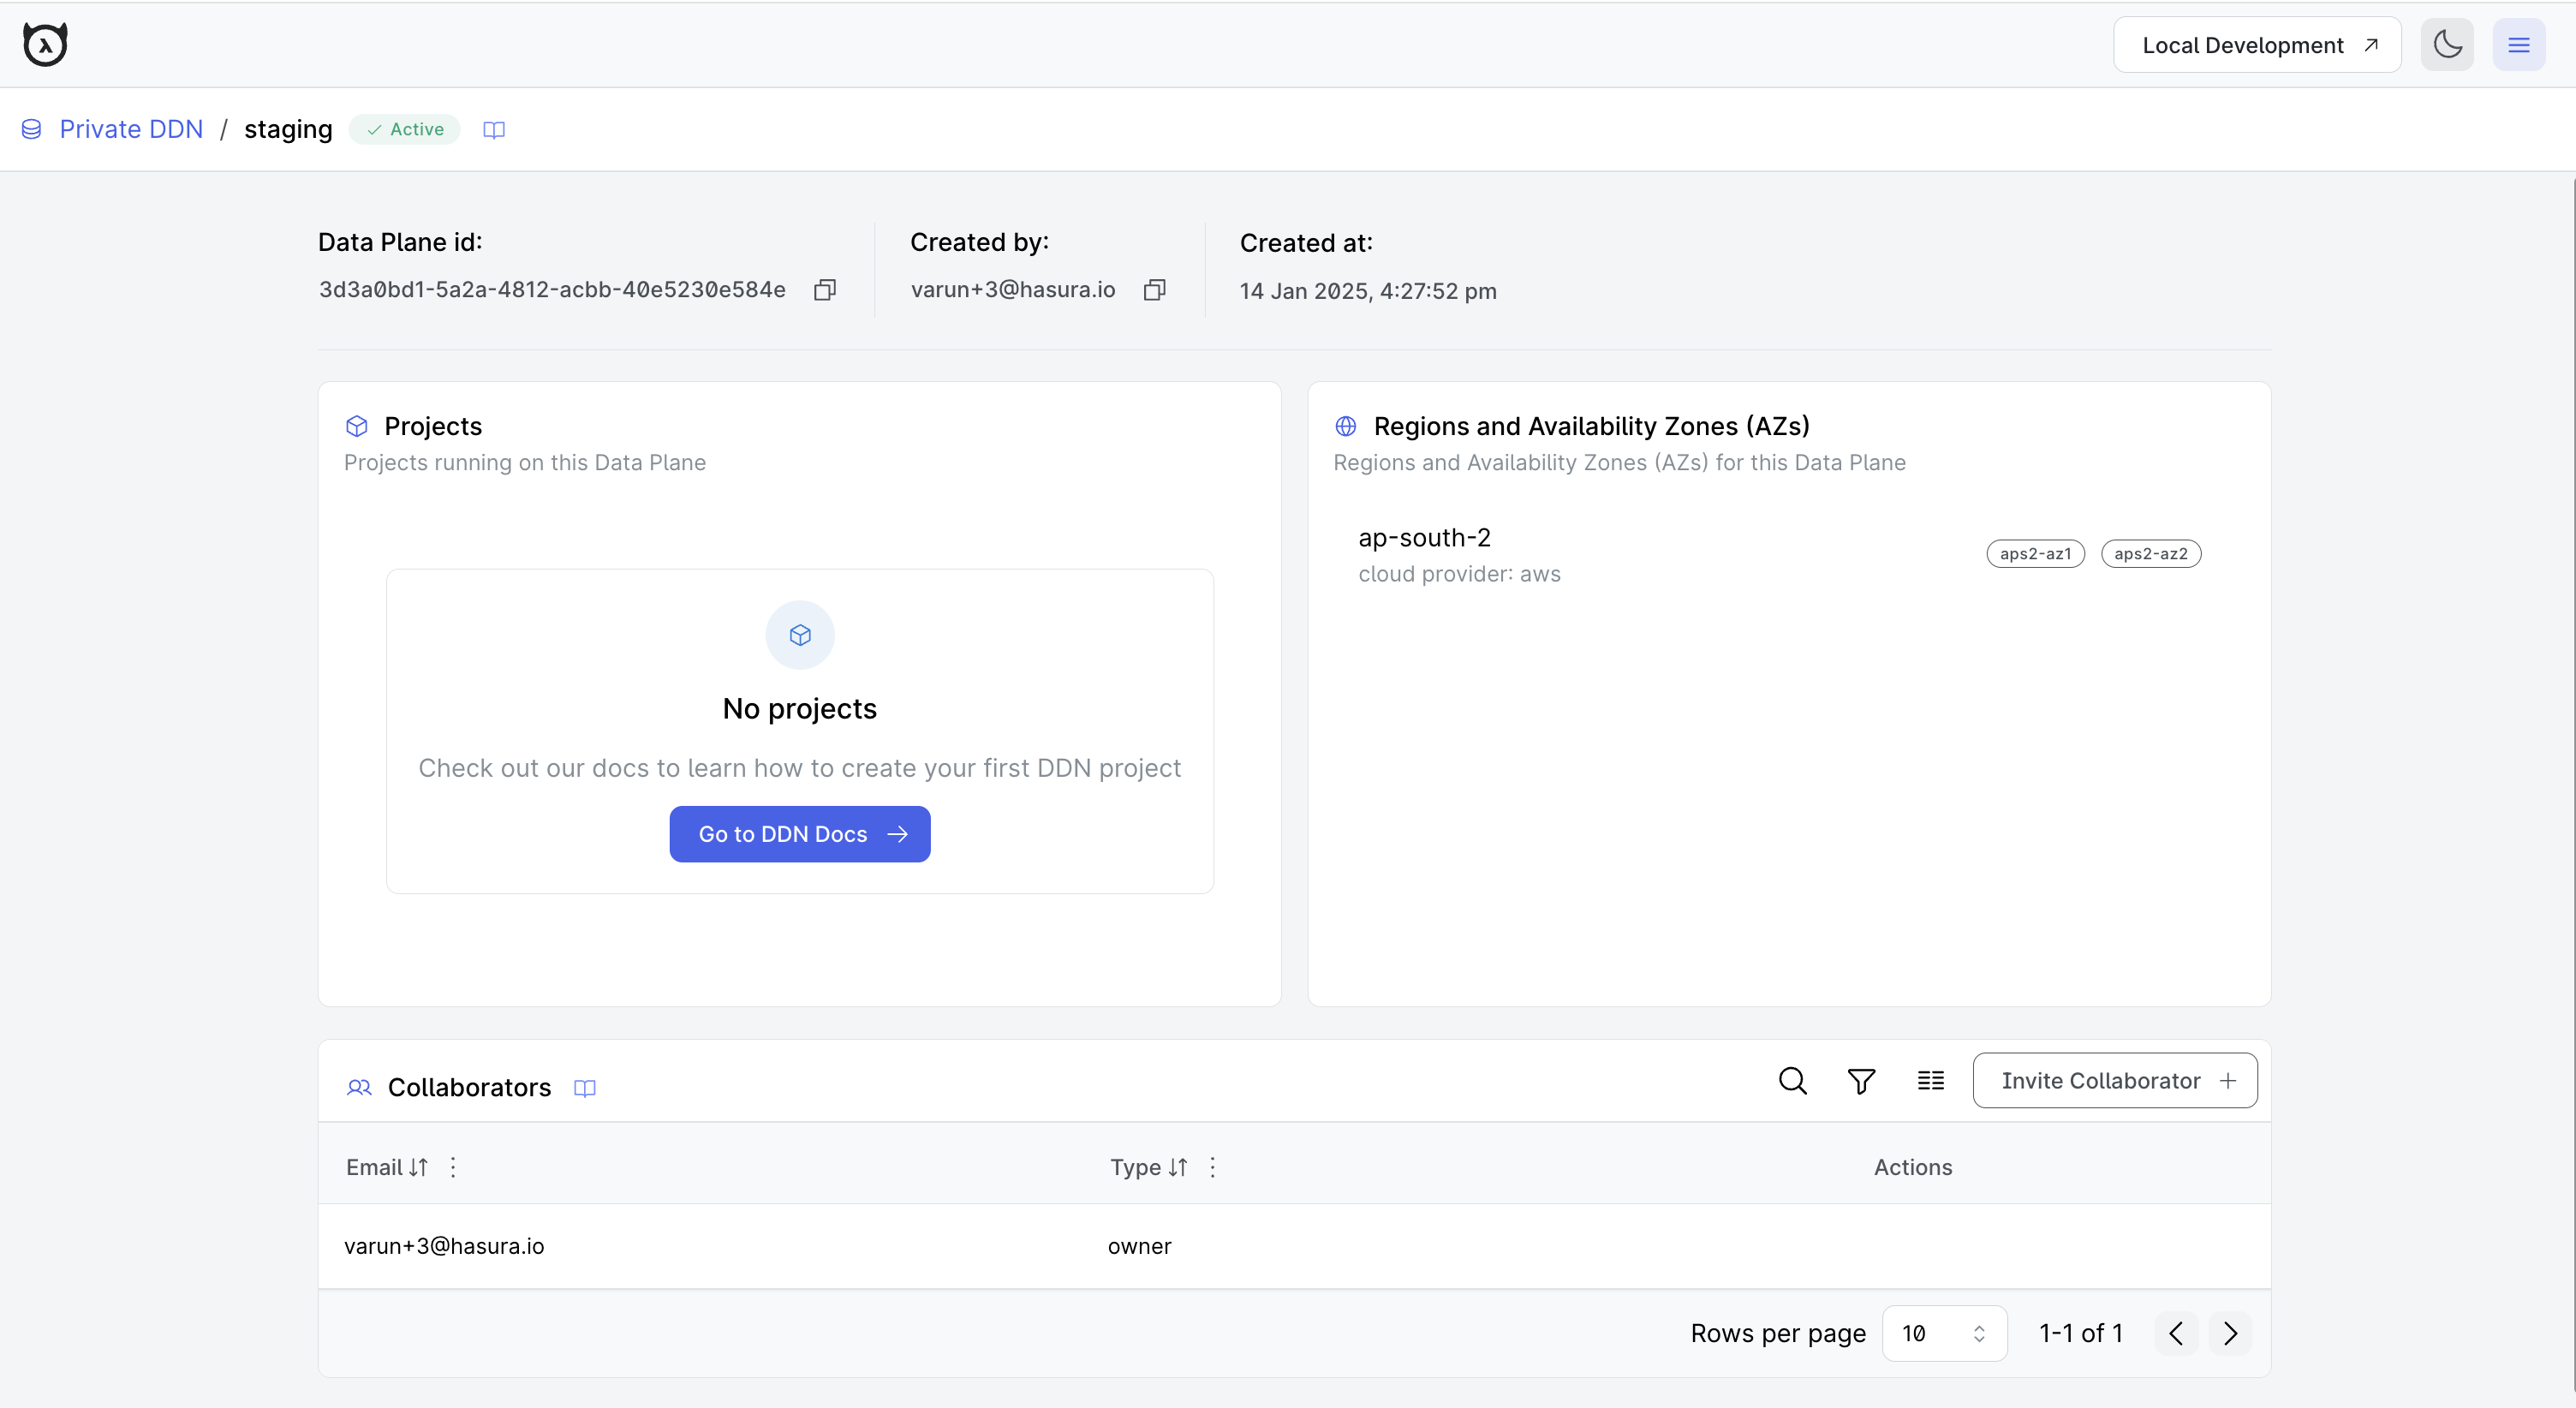 Local Development
Private DDN / staging Active
Data Plane id:
3d3a0bd1-5a2a-4812-acbb-40e5230e584e
Created by:
varun+3@hasura.io
Created at:
14 Jan 2025, 4:27:52 pm
Projects
Projects running on this Data Plane
No projects
Check out our docs to learn how to create your first DDN project
Go to DDN Docs
Regions and Availability Zones (AZs)
Regions and Availability Zones (AZs) for this Data Plane
ap-south-2
cloud provider: aws
aps2-az1 aps2-az2
Collaborators
Invite Collaborator
Email Type Actions
varun+3@hasura.io owner
Rows per page 10 1-1 of 1